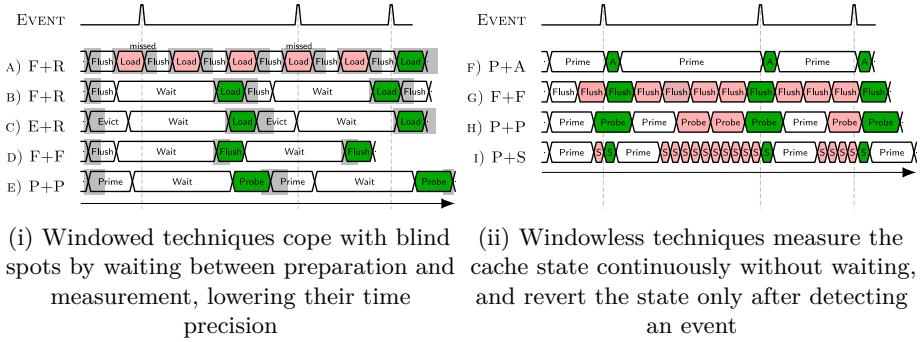 EVENT
missed missed
A) F+R Flush Load Flush Load Flush Load Flush Load Flush Load Flush Load Flush Load
B) F+R Flush Wait Load Flush Wait Load Flush
C) E+R Evict Wait Load Evict Wait Load
D) F+F Flush Wait Flush Wait Flush
E) P+P Prime Wait Probe Prime Wait Probe
(i) Windowed techniques cope with blind
spots by waiting between preparation and
measurement, lowering their time
precision
EVENT
F) P+A Prime A Prime A Prime A
G) F+F Flush Flush Flush Flush Flush Flush Flush Flush Flush Flush Flush Flush
H) P+P Prime Probe Prime Probe Probe Probe Prime Probe Probe
I) P+S Prime S S Prime S S S S S S S S S S S Prime S S S S S Prime
(ii) Windowless techniques measure the
cache state continuously without waiting,
and revert the state only after detecting
an event